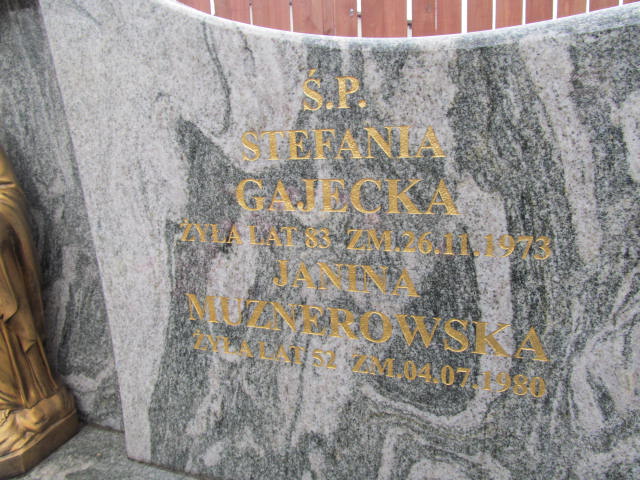 Ś.P.
STEFANIA
GAJECKA
ŻYŁA LAT 83 ZM.26.11.1973
JANINA
MUZNEROWSKA
ŻYŁA LAT 52 ZM.04.07.1980